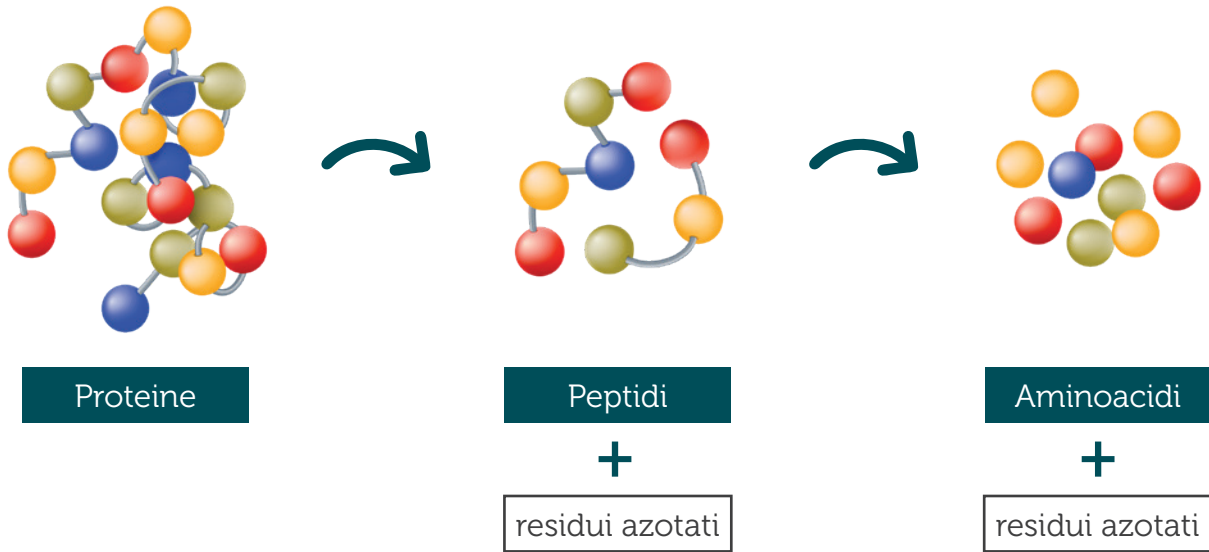 Proteine
Peptidi
Aminoacidi
+
+
residui azotati
residui azotati